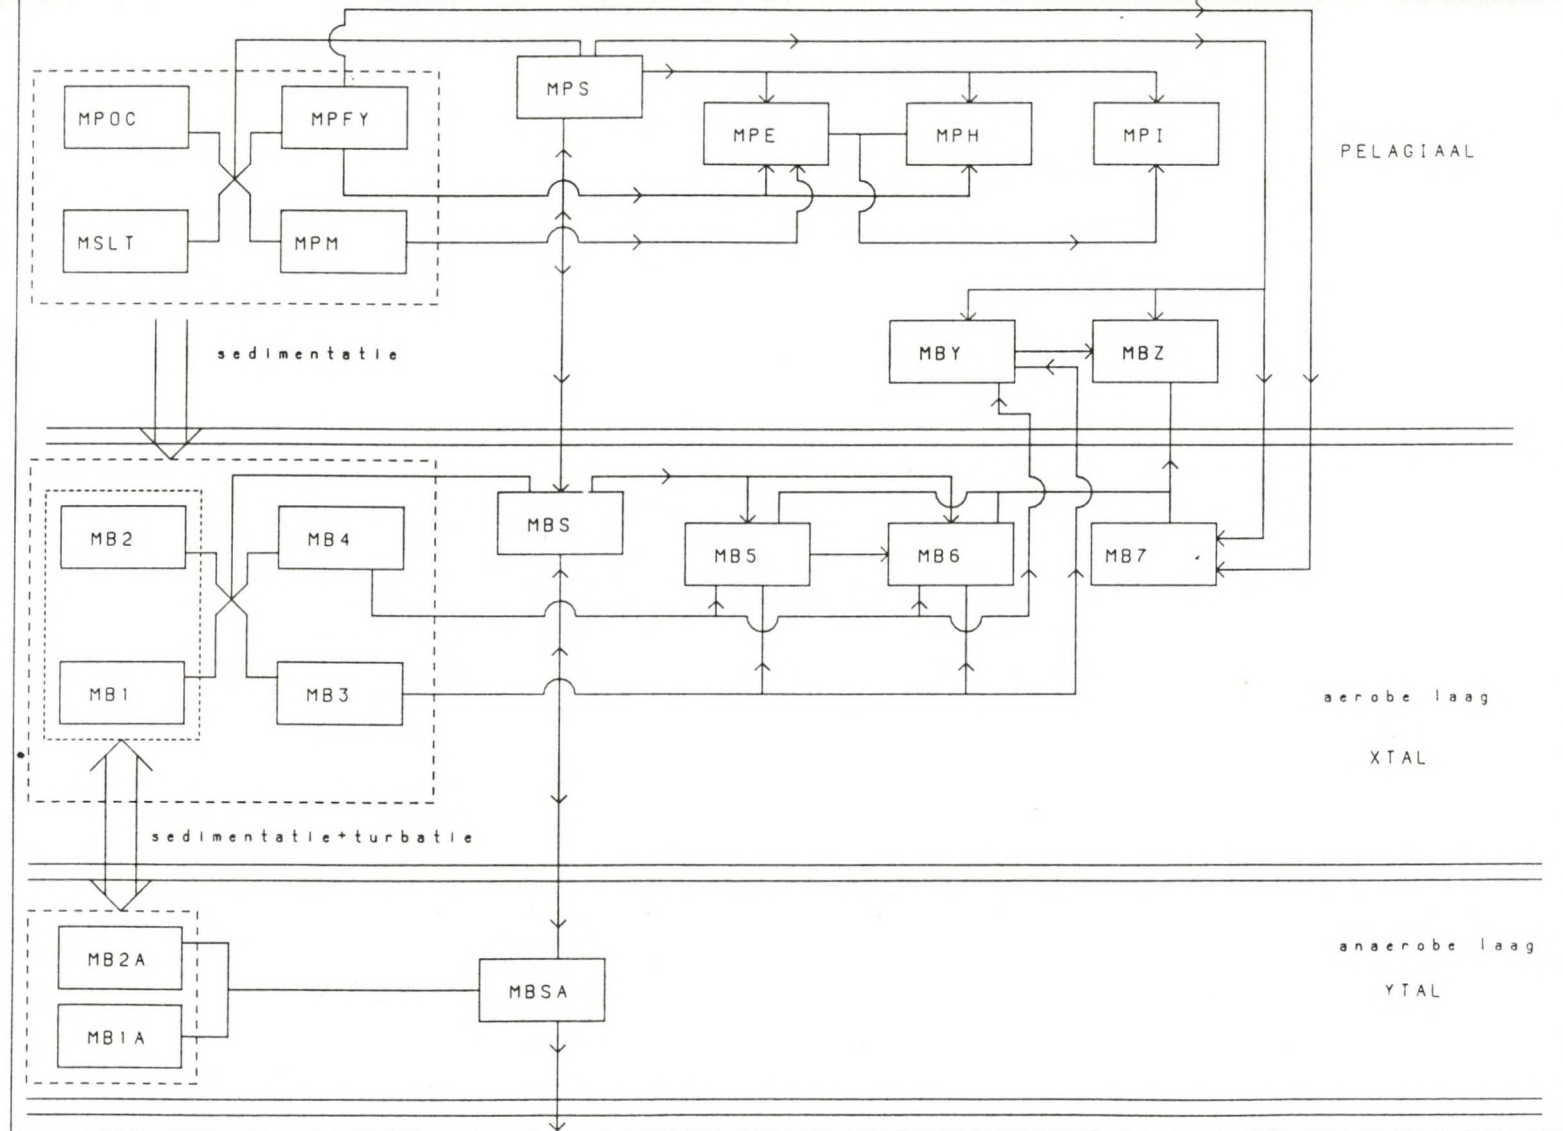 MPS
MPOC
MPFY
MPE
MPH
MPI
PELAGIAAL
MSLT
MPM
sedimentatie
MBY
MBZ
MB2
MB4
MBS
MB5
MB6
MB7
MB1
MB3
aerobe laag
XTAL
sedimentatie+turbatie
MB2A
anaerobe laag
MBSA
YTAL
MB1A